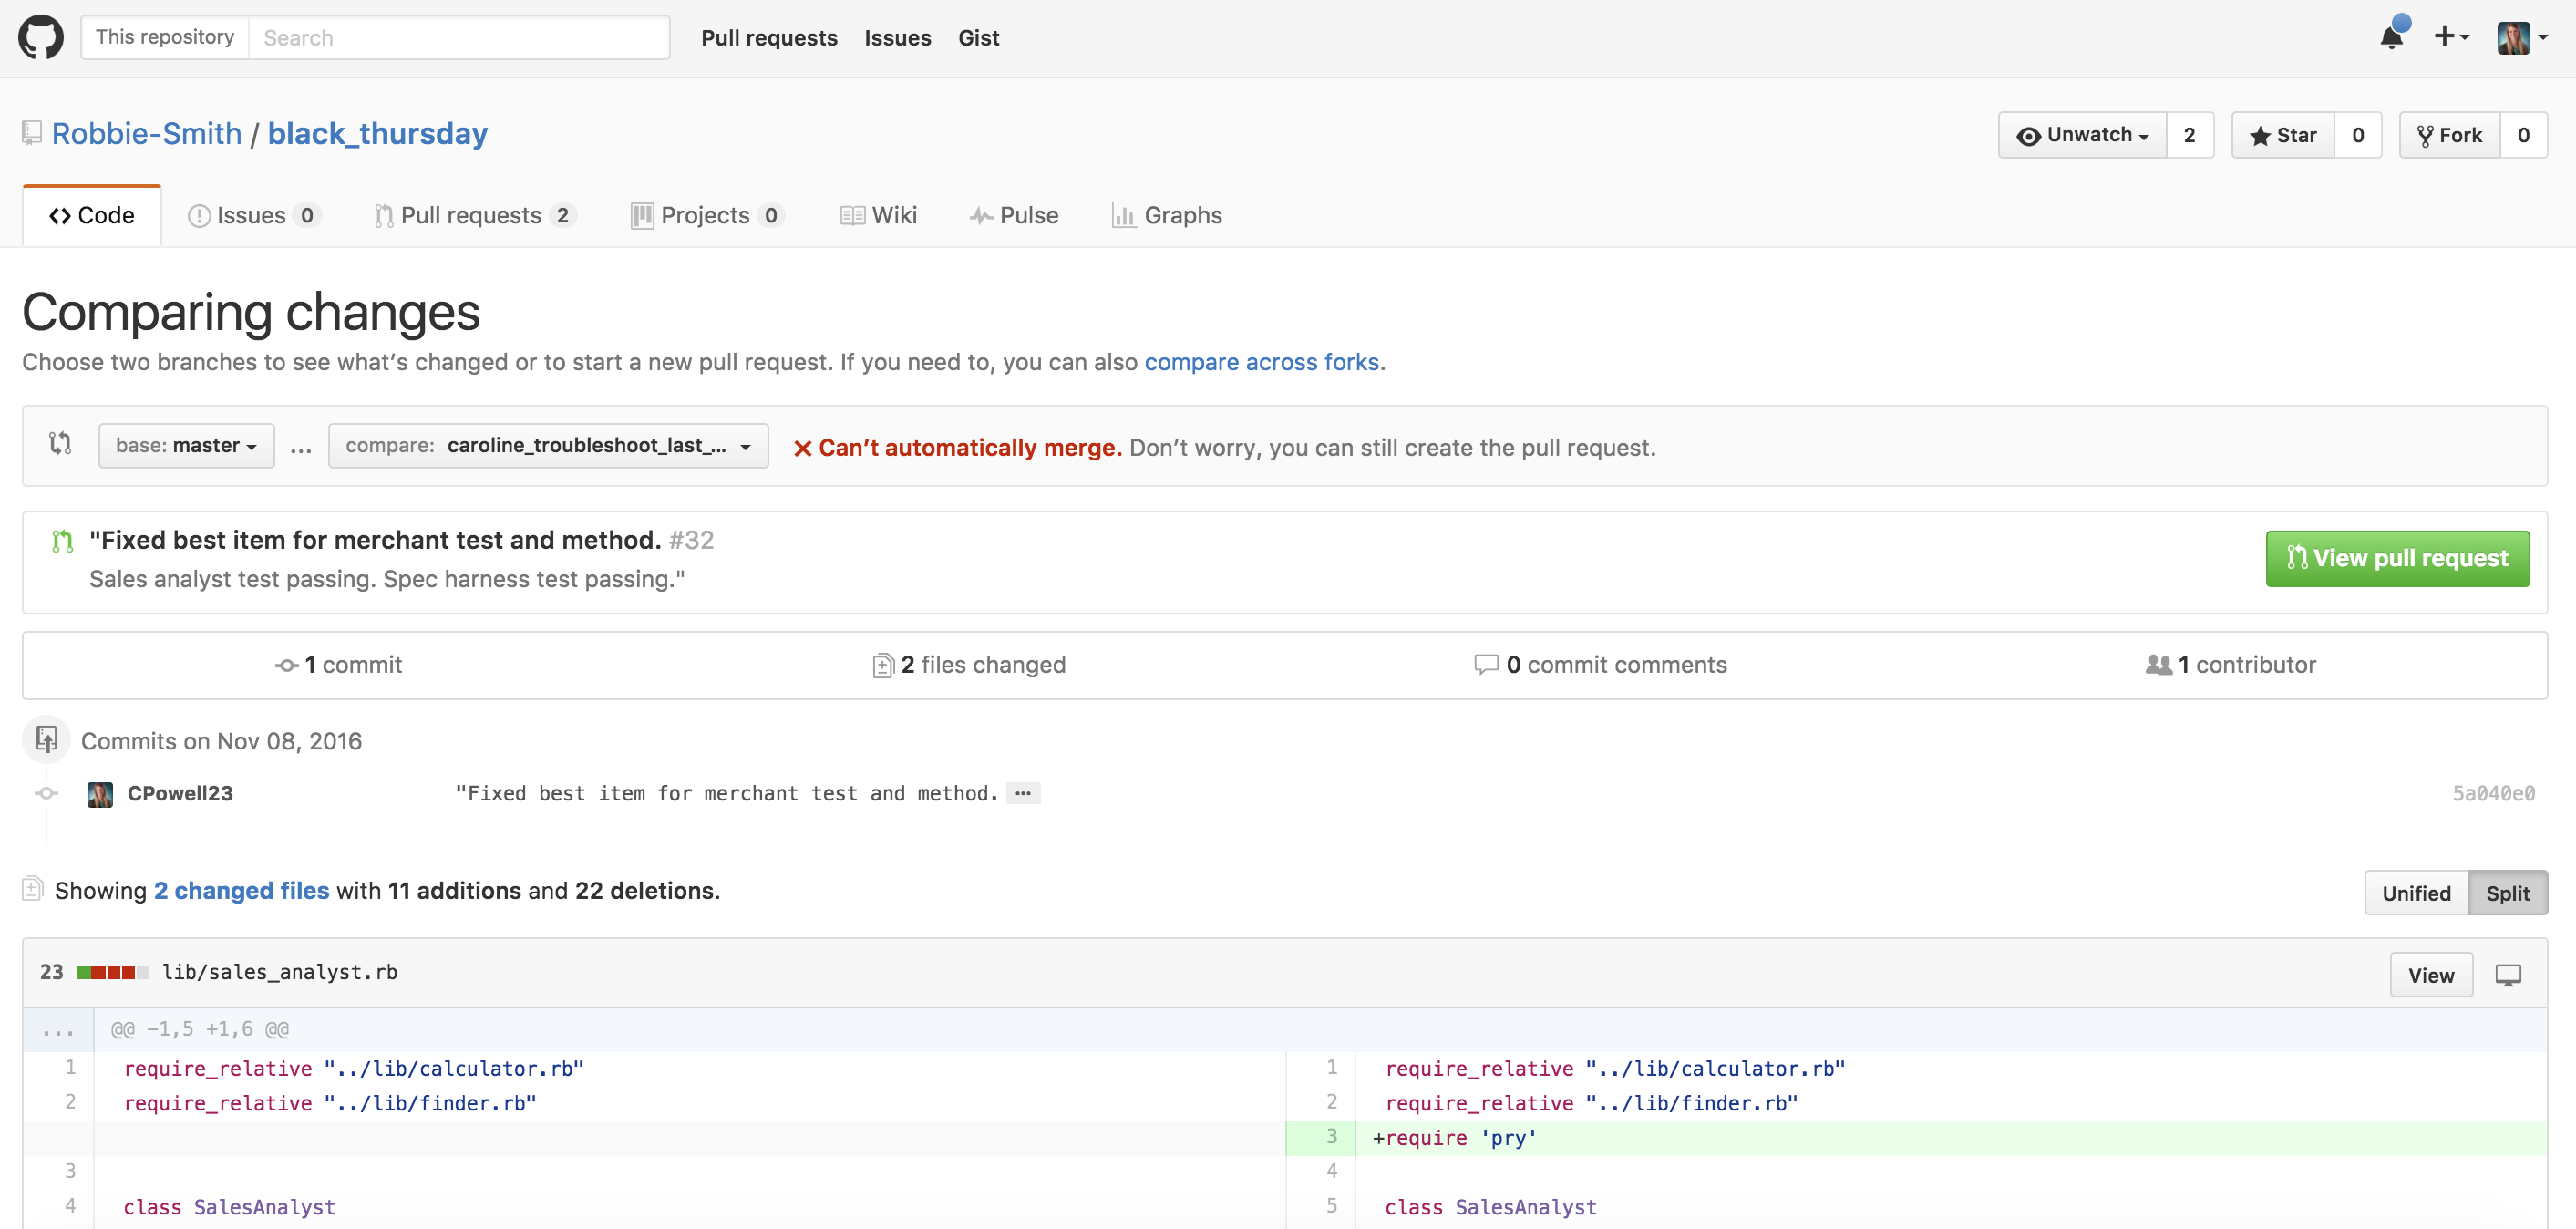 This repository Search Pull requests Issues Gist
Robbie-Smith / black_thursday Unwatch 2 Star 0 Fork 0
Code Issues 0 Pull requests 2 Projects 0 Wiki Pulse Graphs
Comparing changes
Choose two branches to see what’s changed or to start a new pull request. If you need to, you can also compare across forks.
base: master ... compare: caroline_troubleshoot_last_... Can’t automatically merge. Don’t worry, you can still create the pull request.
"Fixed best item for merchant test and method. #32
Sales analyst test passing. Spec harness test passing."
View pull request
1 commit 2 files changed 0 commit comments 1 contributor
Commits on Nov 08, 2016
CPowell23 "Fixed best item for merchant test and method. … 5a040e0
Showing 2 changed files with 11 additions and 22 deletions. Unified Split
23 lib/sales_analyst.rb View
... @@ -1,5 +1,6 @@
1 require_relative "../lib/calculator.rb" 1 require_relative "../lib/calculator.rb"
2 require_relative "../lib/finder.rb" 2 require_relative "../lib/finder.rb"
3 +require 'pry'
3 4
4 class SalesAnalyst 5 class SalesAnalyst